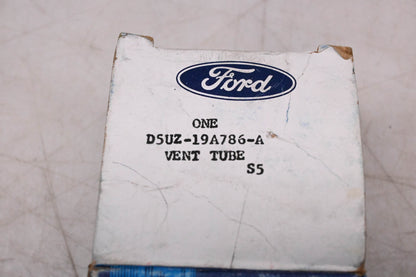 Ford
ONE
D5UZ-19A786-A
VENT TUBE
S5